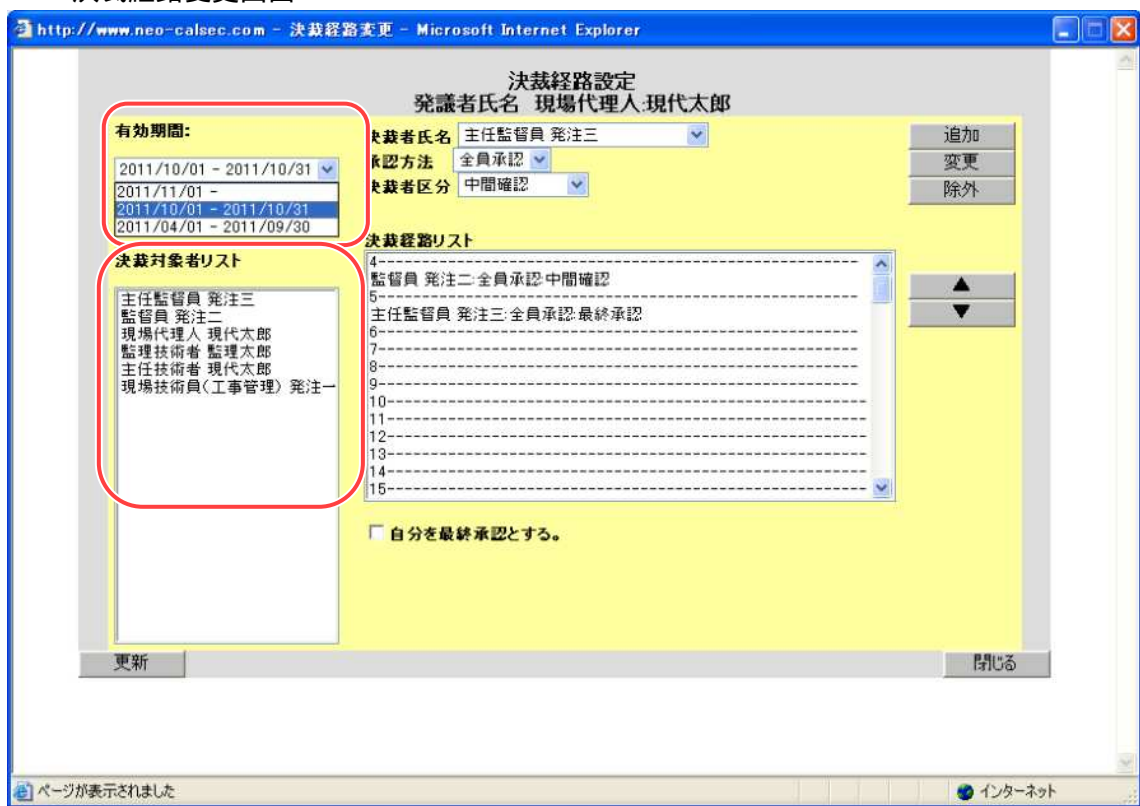 http://www.neo-calsec.com - 決裁経路変更 - Microsoft Internet Explorer
決裁経路設定
発議者氏名 現場代理人:現代太郎
有効期間:
2011/10/01 - 2011/10/31
2011/11/01 -
2011/10/01 - 2011/10/31
2011/04/01 - 2011/09/30
決裁者氏名 主任監督員 発注三
承認方法 全員承認
決裁者区分 中間確認
追加
変更
除外
決裁対象者リスト
主任監督員 発注三
監督員 発注二
現場代理人 現代太郎
監理技術者 監理太郎
主任技術者 現代太郎
現場技術員(工事管理) 発注一
決裁経路リスト
4------------------------------------------------------
監督員 発注二:全員承認:中間確認
5------------------------------------------------------
主任監督員 発注三:全員承認:最終承認
6------------------------------------------------------
7------------------------------------------------------
8------------------------------------------------------
9------------------------------------------------------
10------------------------------------------------------
11------------------------------------------------------
12------------------------------------------------------
13------------------------------------------------------
14------------------------------------------------------
15------------------------------------------------------
▲
▼
自分を最終承認とする。
更新
閉じる
ページが表示されました
インターネット